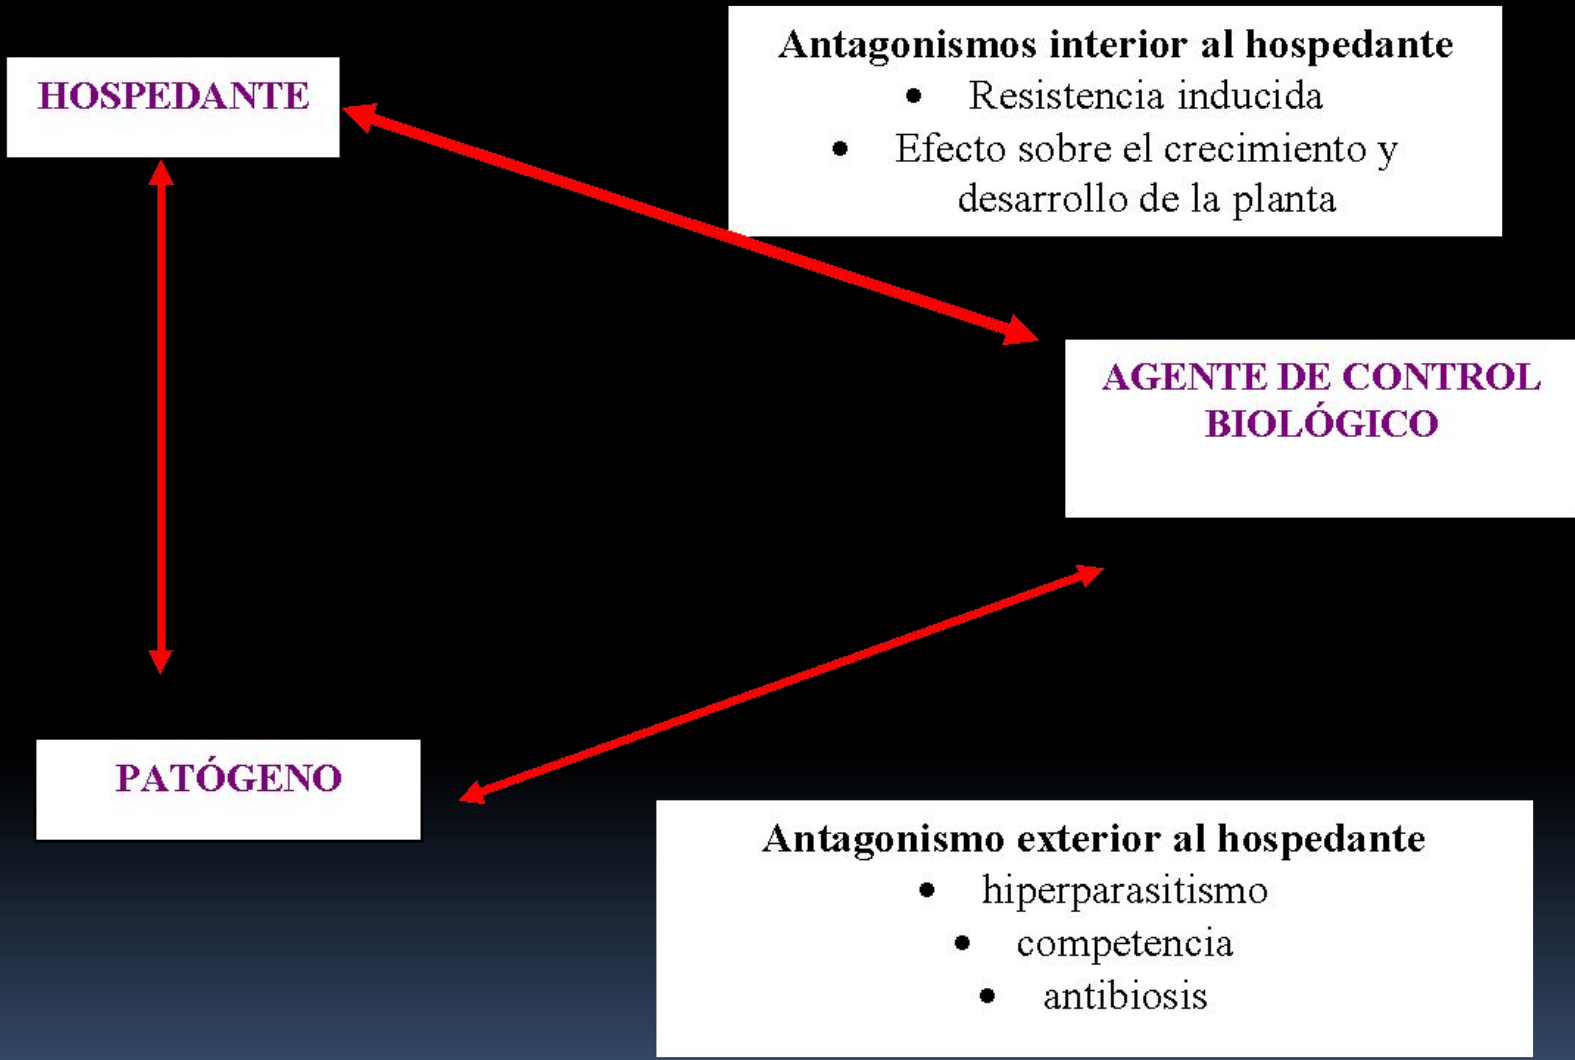 HOSPEDANTE
Antagonismos interior al hospedante
• Resistencia inducida
• Efecto sobre el crecimiento y
desarrollo de la planta
AGENTE DE CONTROL
BIOLÓGICO
PATÓGENO
Antagonismo exterior al hospedante
• hiperparasitismo
• competencia
• antibiosis